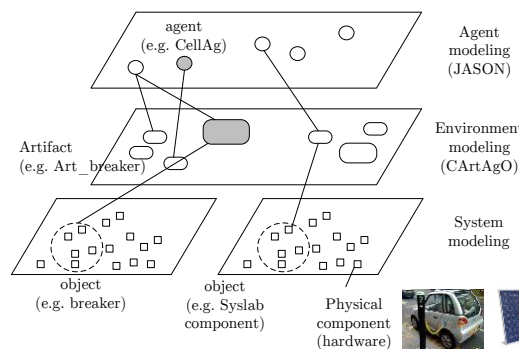 agent
(e.g. CellAg)
Agent
modeling
(JASON)
Artifact
(e.g. Art_breaker)
Environment
modeling
(CArtAgO)
System
modeling
object
(e.g. breaker)
object
(e.g. Syslab
component)
Physical
component
(hardware)